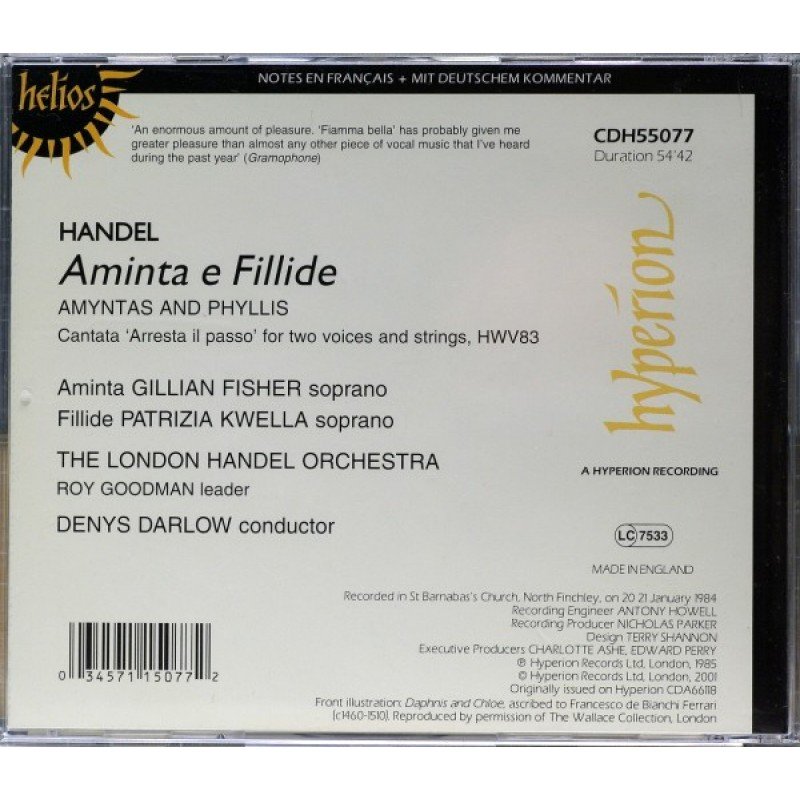 helios
NOTES EN FRANÇAIS + MIT DEUTSCHEM KOMMENTAR
'An enormous amount of pleasure. 'Fiamma bella' has probably given me
greater pleasure than almost any other piece of vocal music that I've heard
during the past year' (Gramophone)
CDH55077
Duration 54'42
HANDEL
Aminta e Fillide
AMYNTAS AND PHYLLIS
Cantata 'Arresta il passo' for two voices and strings, HWV83
Aminta GILLIAN FISHER soprano
Fillide PATRIZIA KWELLA soprano
THE LONDON HANDEL ORCHESTRA
ROY GOODMAN leader
DENYS DARLOW conductor
hyperion
A HYPERION RECORDING
LC 7533
MADE IN ENGLAND
Recorded in St Barnabas's Church, North Finchley, on 20 21 January 1984
Recording Engineer ANTONY HOWELL
Recording Producer NICHOLAS PARKER
Design TERRY SHANNON
Executive Producers CHARLOTTE ASHE, EDWARD PERRY
℗ Hyperion Records Ltd, London, 1985
© Hyperion Records Ltd, London, 2001
Originally issued on Hyperion CDA66118
Front illustration: Daphnis and Chloe, ascribed to Francesco de Bianchi Ferrari
(c1460-1510). Reproduced by permission of The Wallace Collection, London
0 34571 15077 2